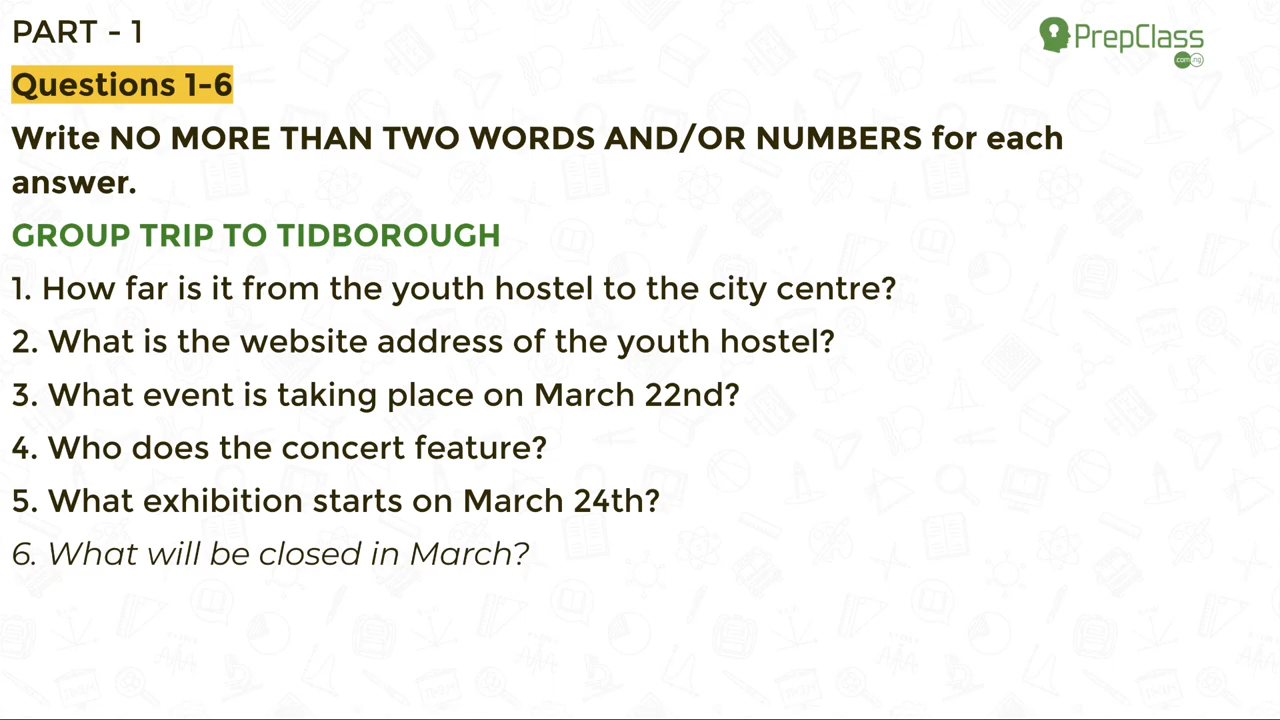 PART - 1
PrepClass
.com.ng
Questions 1-6
Write NO MORE THAN TWO WORDS AND/OR NUMBERS for each
answer.
GROUP TRIP TO TIDBOROUGH
1. How far is it from the youth hostel to the city centre?
2. What is the website address of the youth hostel?
3. What event is taking place on March 22nd?
4. Who does the concert feature?
5. What exhibition starts on March 24th?
6. What will be closed in March?